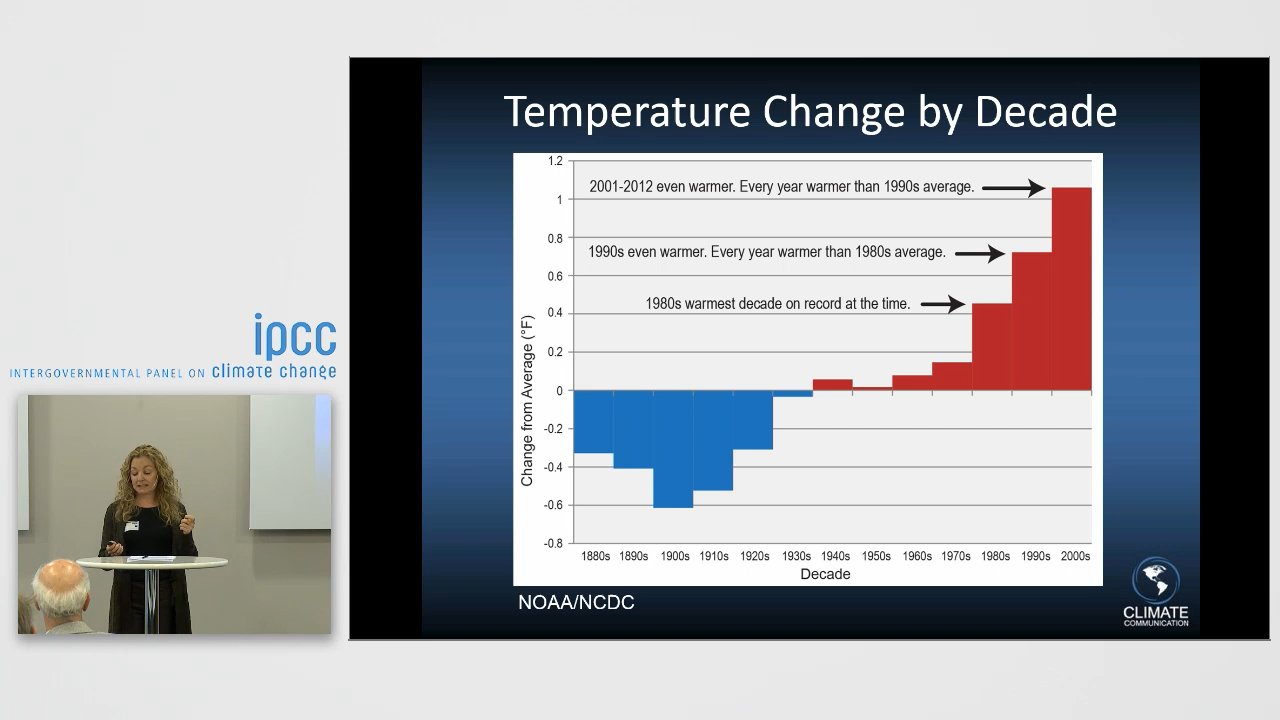 ipcc
INTERGOVERNMENTAL PANEL ON climate change
Temperature Change by Decade
1.2
1
0.8
0.6
0.4
0.2
0
-0.2
-0.4
-0.6
-0.8
Change from Average (°F)
2001-2012 even warmer. Every year warmer than 1990s average.
1990s even warmer. Every year warmer than 1980s average.
1980s warmest decade on record at the time.
1880s 1890s 1900s 1910s 1920s 1930s 1940s 1950s 1960s 1970s 1980s 1990s 2000s
Decade
NOAA/NCDC
CLIMATE
COMMUNICATION